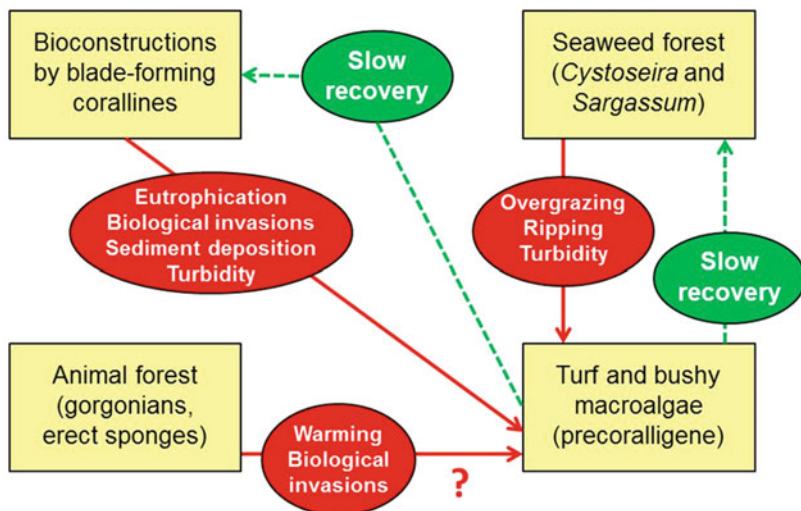 Bioconstructions
by blade-forming
corallines
Slow
recovery
Seaweed forest
(Cystoseira and
Sargassum)
Eutrophication
Biological invasions
Sediment deposition
Turbidity
Overgrazing
Ripping
Turbidity
Slow
recovery
Animal forest
(gorgonians,
erect sponges)
Warming
Biological
invasions
?
Turf and bushy
macroalgae
(precoralligene)